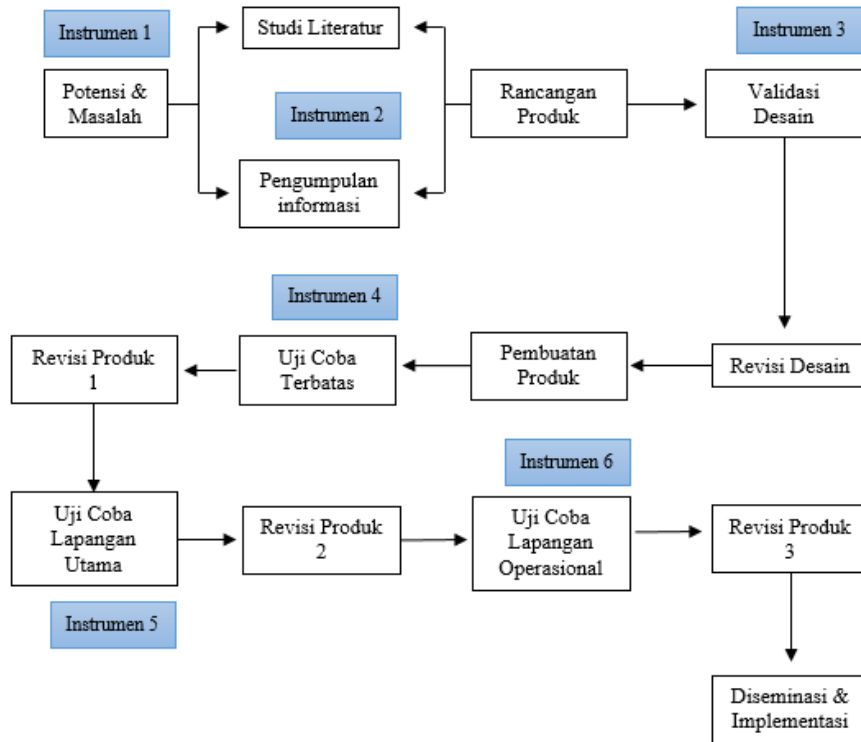 Instrumen 1
Studi Literatur
Instrumen 3
Potensi &
Masalah
Instrumen 2
Rancangan
Produk
Validasi
Desain
Pengumpulan
informasi
Instrumen 4
Revisi Produk
1
Uji Coba
Terbatas
Pembuatan
Produk
Revisi Desain
Instrumen 6
Uji Coba
Lapangan
Utama
Revisi Produk
2
Uji Coba
Lapangan
Operasional
Revisi Produk
3
Instrumen 5
Diseminasi &
Implementasi